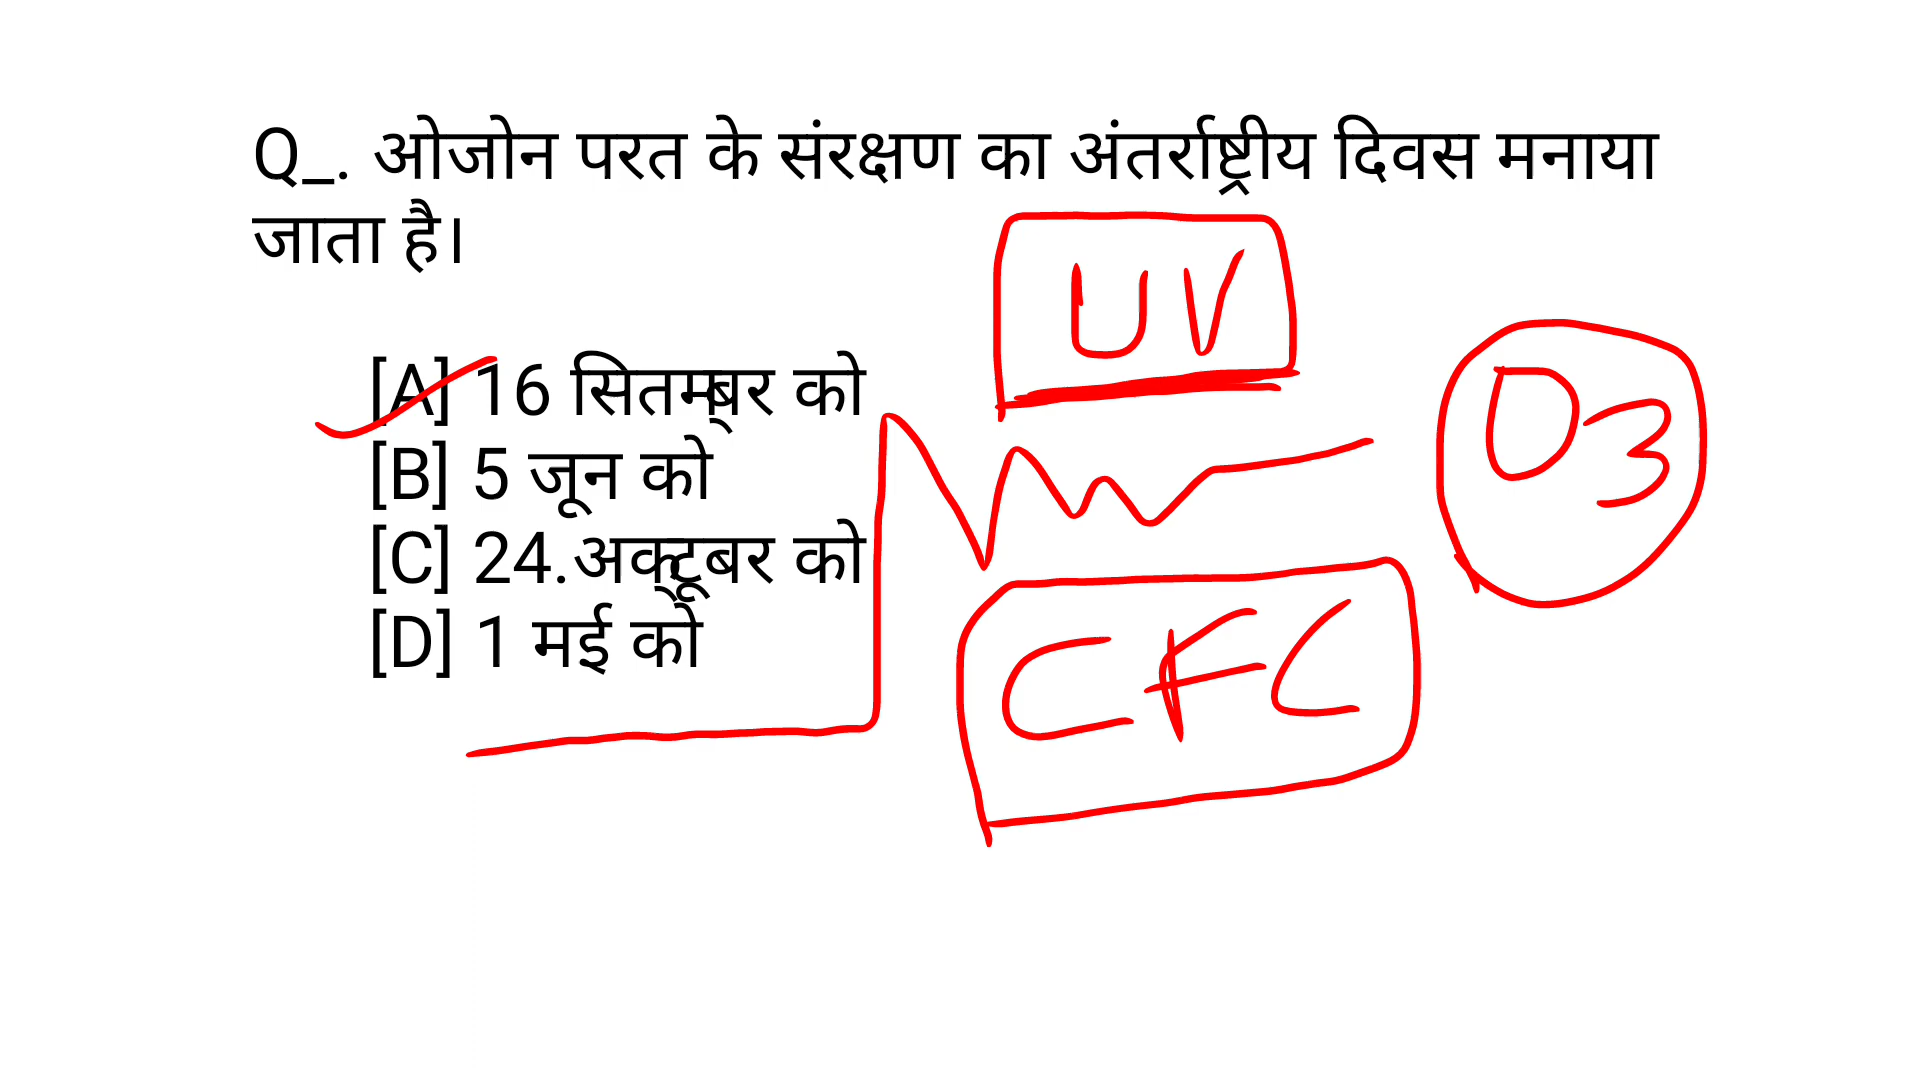 Q_. ओजोन परत के संरक्षण का अंतर्राष्ट्रीय दिवस मनाया
जाता है।
UV
[A] 16 सितम्बर को
O3
[B] 5 जून को
[C] 24.अक्टूबर को
[D] 1 मई को
CFC